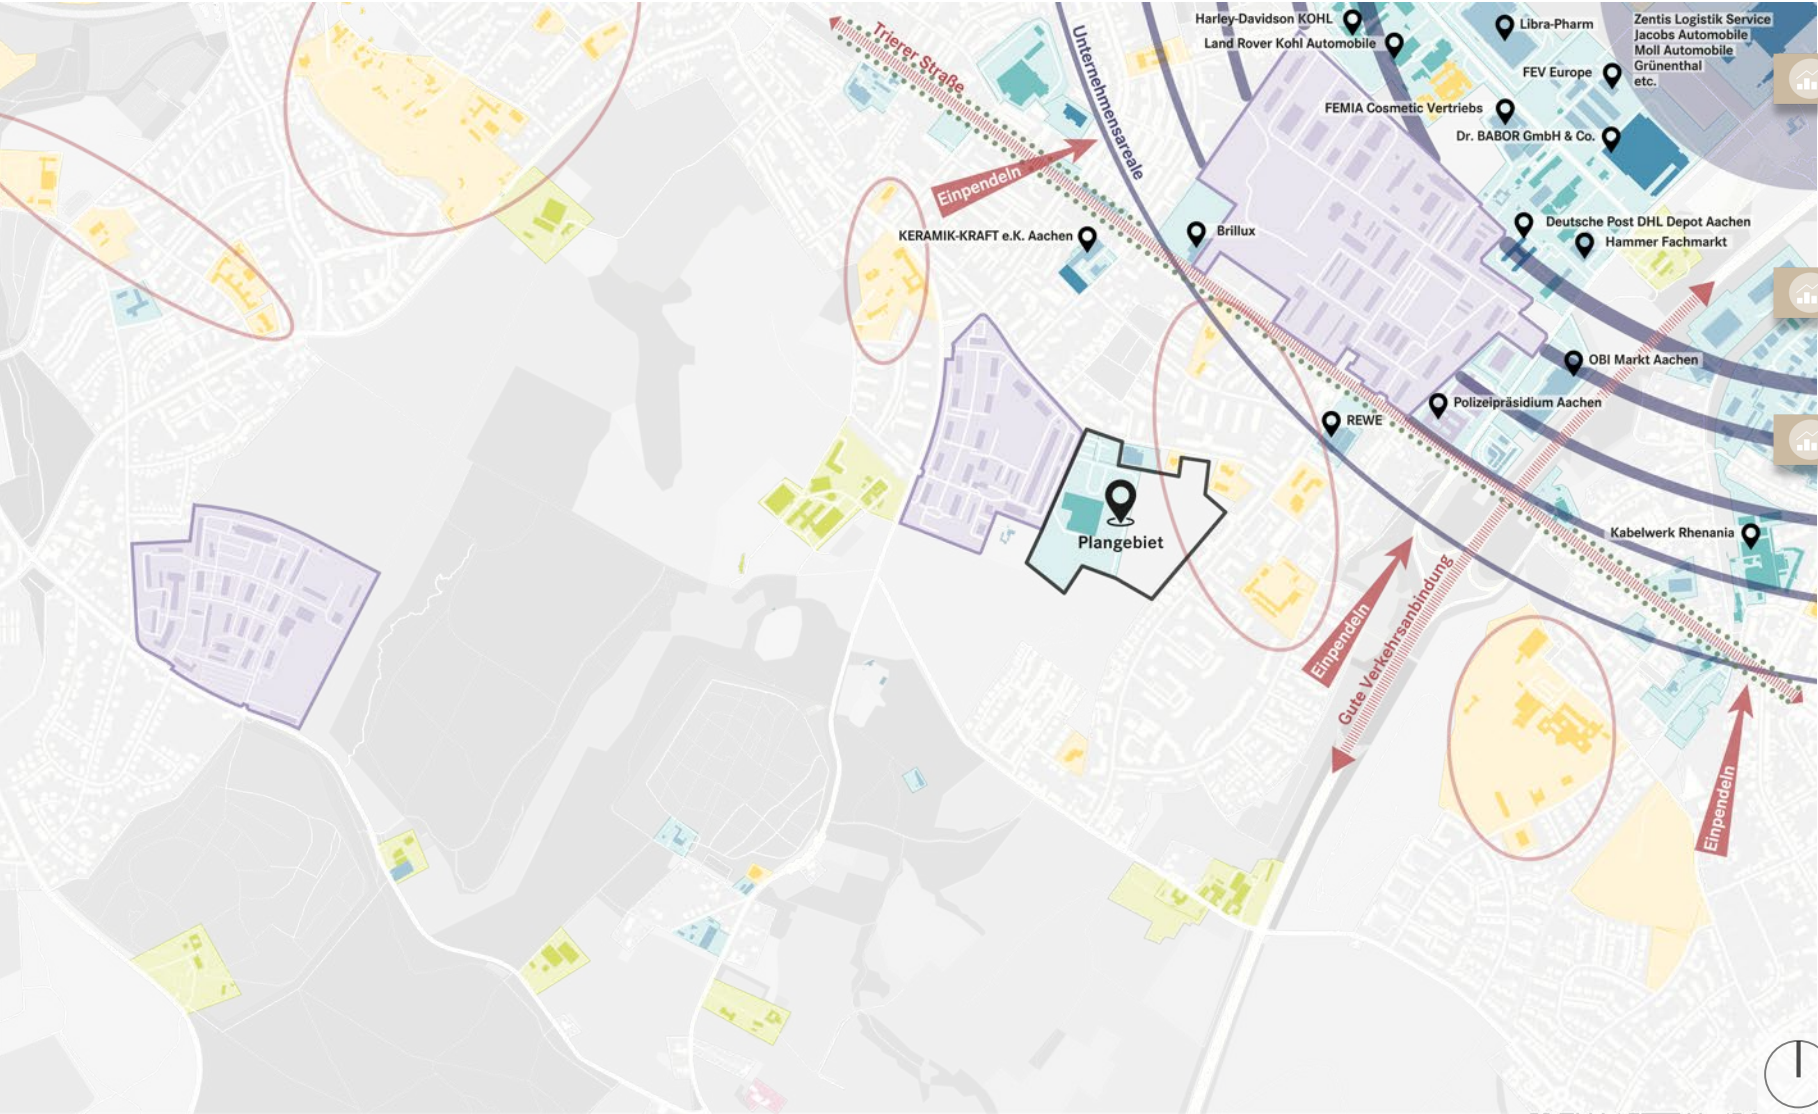 Harley-Davidson KOHL
Land Rover Kohl Automobile
Libra-Pharm
Zentis Logistik Service
Jacobs Automobile
Moll Automobile
Grünenthal
etc.
FEV Europe
FEMIA Cosmetic Vertriebs
Dr. BABOR GmbH & Co.
Trierer Straße
Unternehmensareale
Einpendeln
KERAMIK-KRAFT e.K. Aachen
Brillux
Deutsche Post DHL Depot Aachen
Hammer Fachmarkt
OBI Markt Aachen
Polizeipräsidium Aachen
REWE
Plangebiet
Kabelwerk Rhenania
Einpendeln
Gute Verkehrsanbindung
Einpendeln